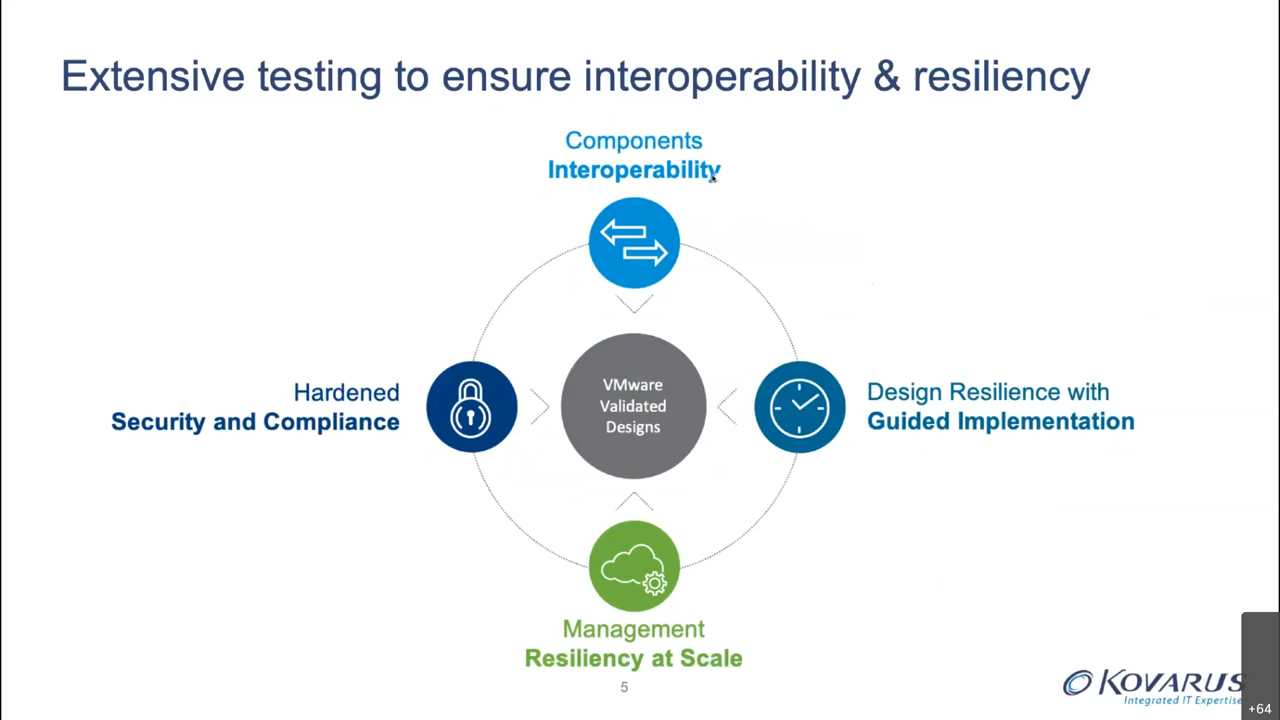 Extensive testing to ensure interoperability & resiliency
Components
Interoperability
Hardened
Security and Compliance
VMware
Validated
Designs
Design Resilience with
Guided Implementation
Management
Resiliency at Scale
5
KOVARUS
Integrated IT Expertise
+64